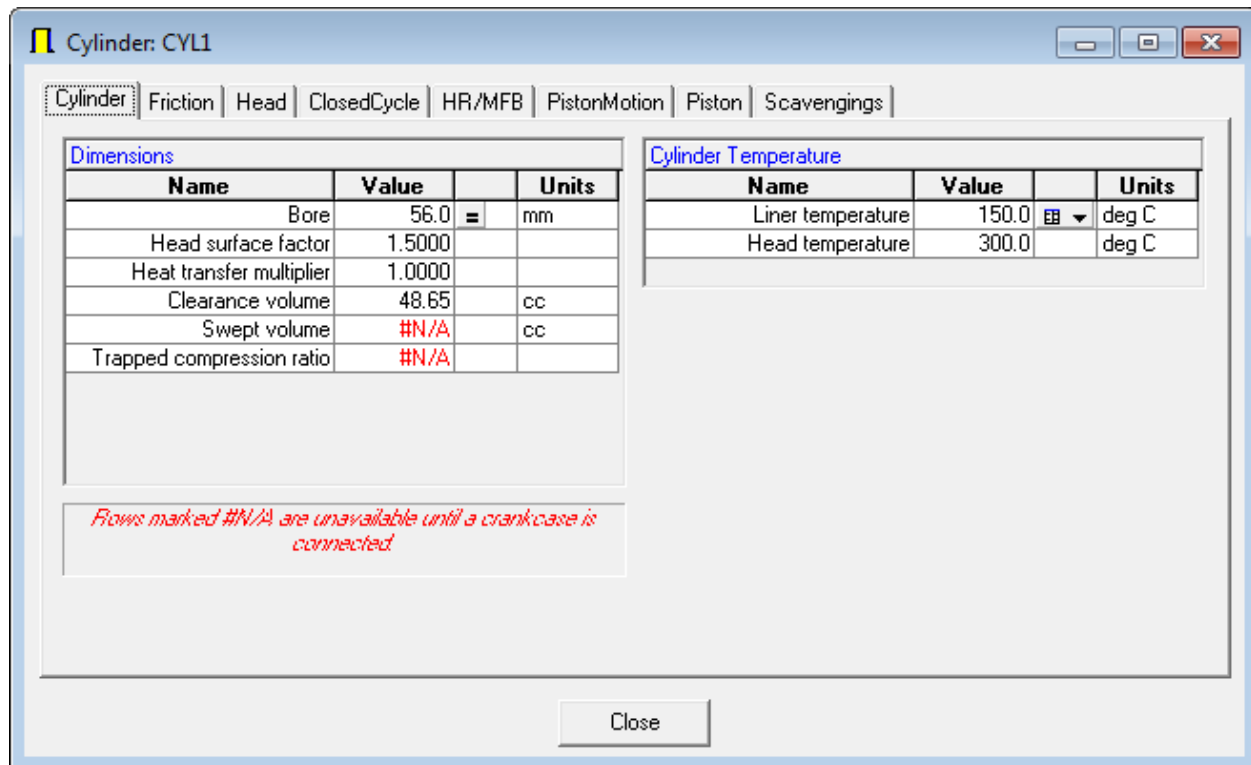 Cylinder: CYL1
Cylinder Friction Head ClosedCycle HR/MFB PistonMotion Piston Scavengings
Dimensions
Name Value Units
Bore 56.0 = mm
Head surface factor 1.5000
Heat transfer multiplier 1.0000
Clearance volume 48.65 cc
Swept volume #N/A cc
Trapped compression ratio #N/A
Rows marked #N/A are unavailable until a crankcase is
connected.
Cylinder Temperature
Name Value Units
Liner temperature 150.0 deg C
Head temperature 300.0 deg C
Close